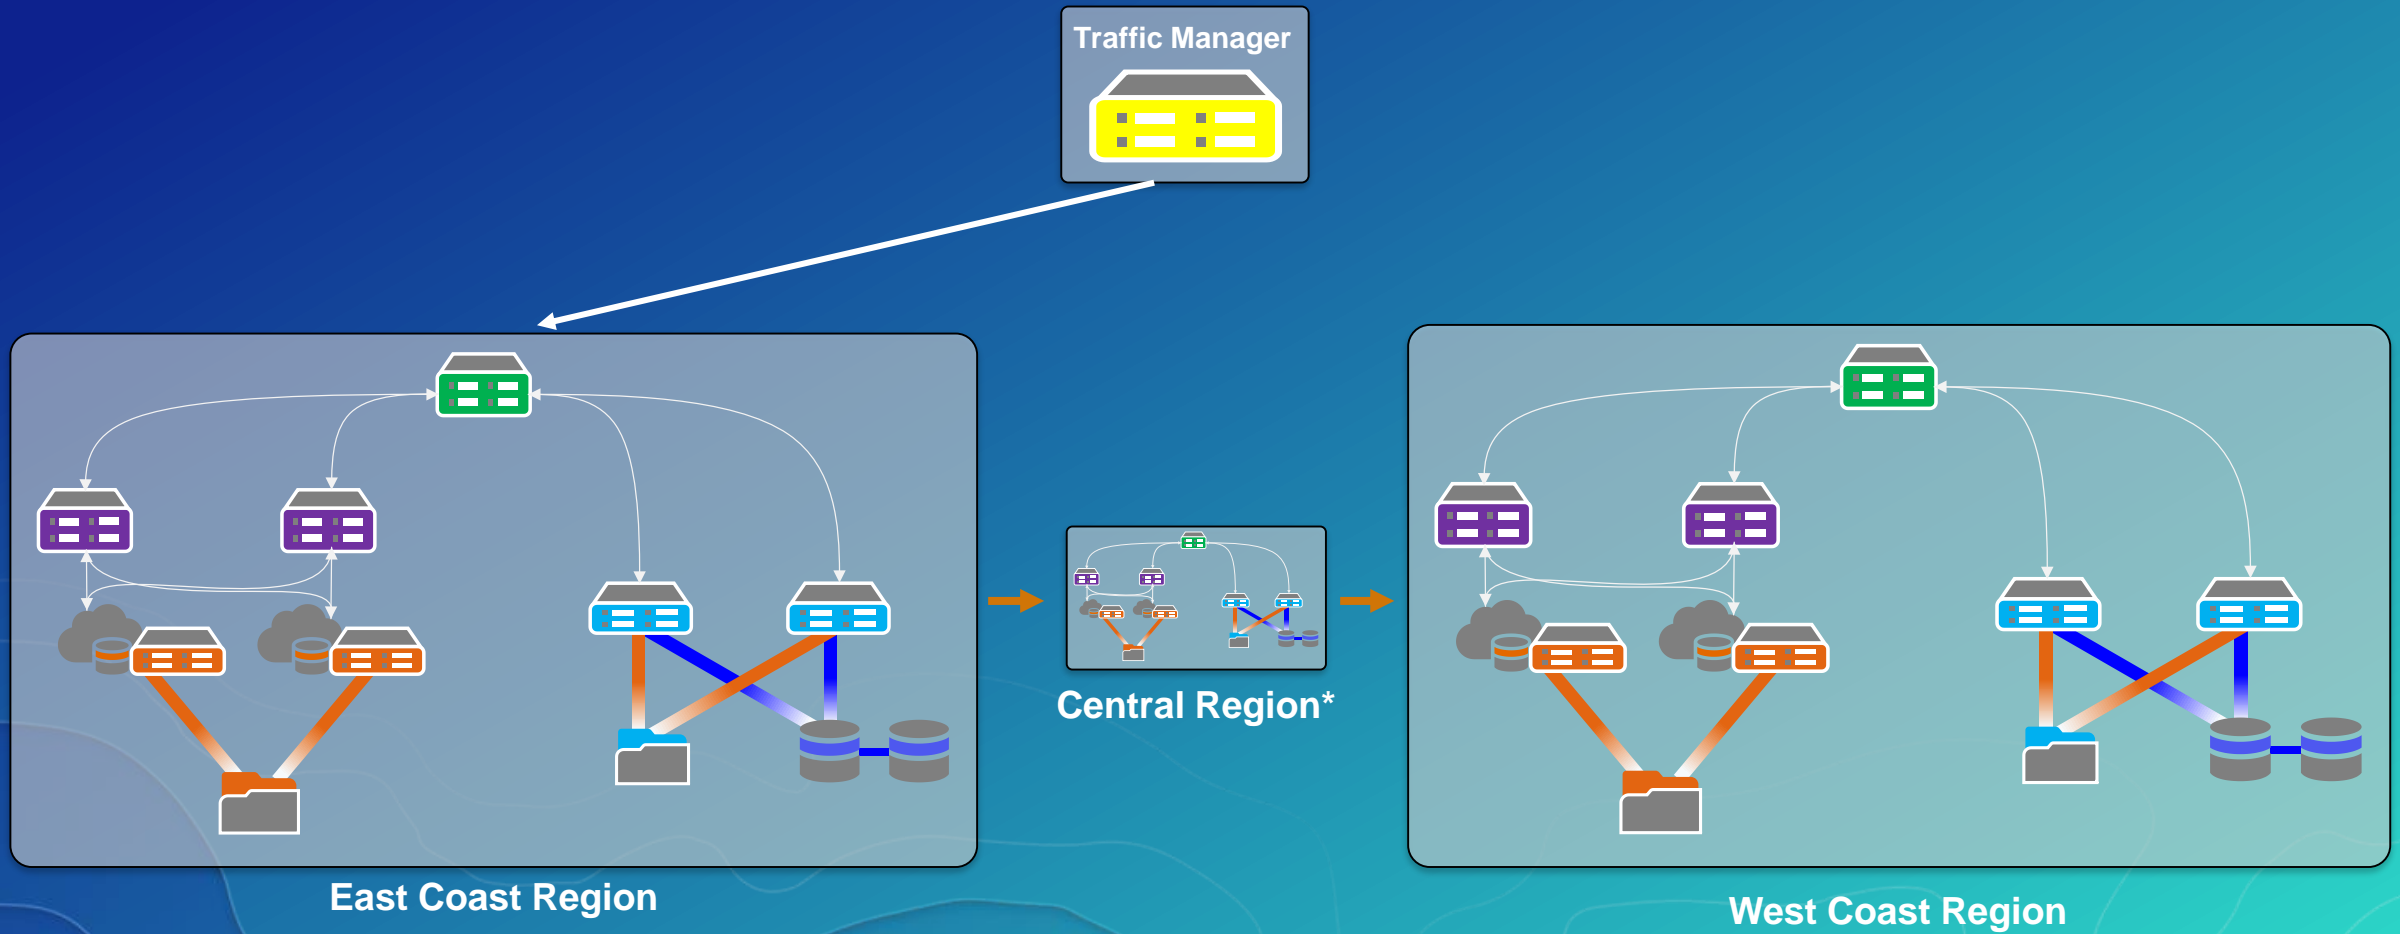 Traffic Manager
Central Region*
East Coast Region
West Coast Region